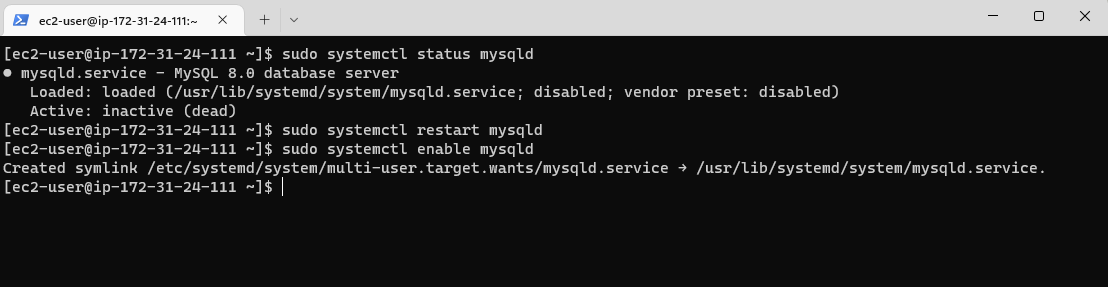 ec2-user@ip-172-31-24-111:~
[ec2-user@ip-172-31-24-111 ~]$ sudo systemctl status mysqld
● mysqld.service - MySQL 8.0 database server
   Loaded: loaded (/usr/lib/systemd/system/mysqld.service; disabled; vendor preset: disabled)
   Active: inactive (dead)
[ec2-user@ip-172-31-24-111 ~]$ sudo systemctl restart mysqld
[ec2-user@ip-172-31-24-111 ~]$ sudo systemctl enable mysqld
Created symlink /etc/systemd/system/multi-user.target.wants/mysqld.service → /usr/lib/systemd/system/mysqld.service.
[ec2-user@ip-172-31-24-111 ~]$